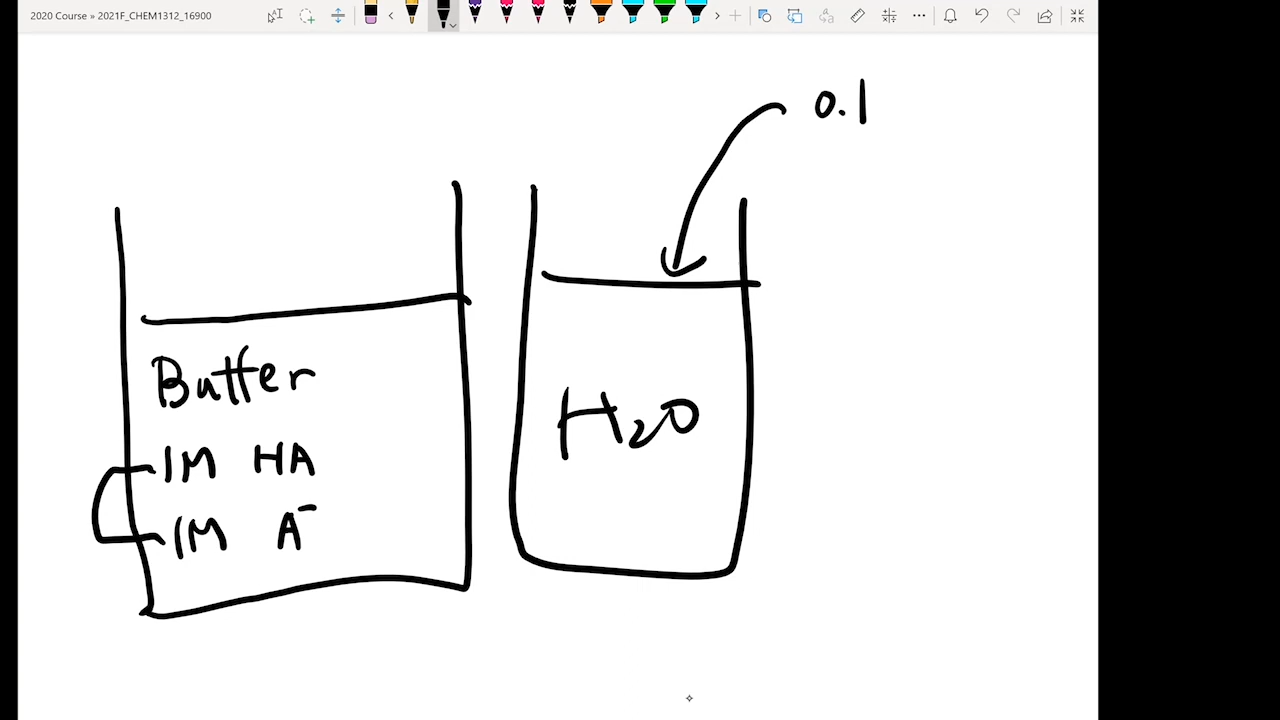 2020 Course » 2021F_CHEM1312_16900
0.1
Buffer
1M HA
1M A⁻
H₂O